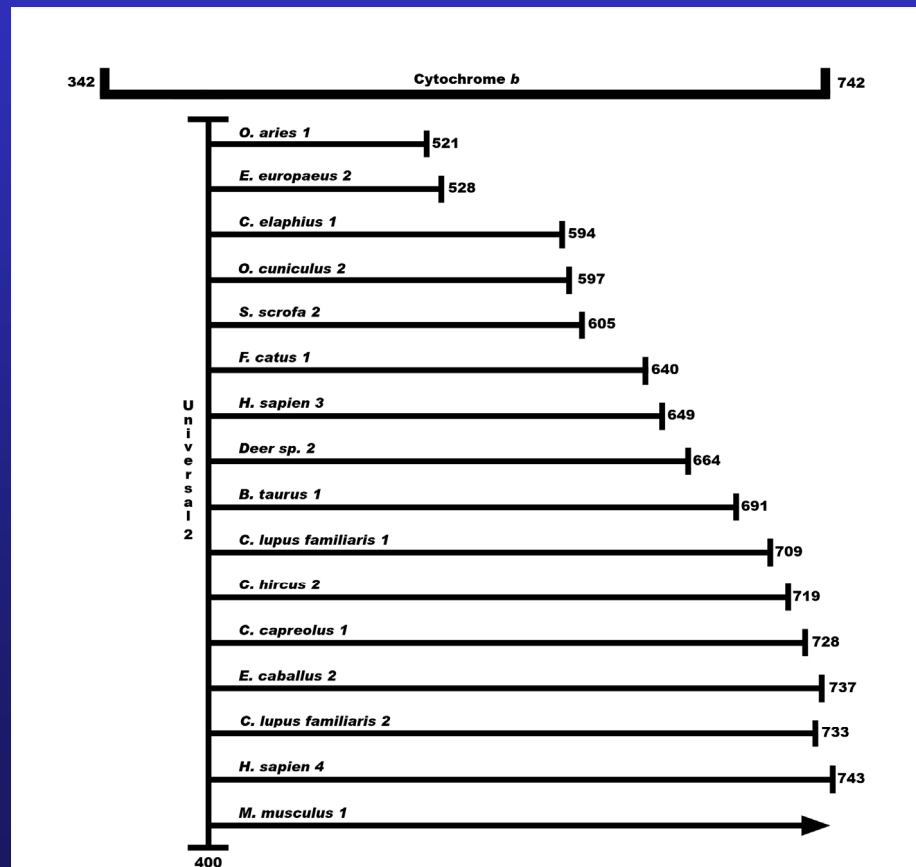 342 Cytochrome b 742
O. aries 1 521
E. europaeus 2 528
C. elaphius 1 594
O. cuniculus 2 597
S. scrofa 2 605
F. catus 1 640
H. sapien 3 649
Deer sp. 2 664
Universal 2
B. taurus 1 691
C. lupus familiaris 1 709
C. hircus 2 719
C. capreolus 1 728
E. caballus 2 737
C. lupus familiaris 2 733
H. sapien 4 743
M. musculus 1
400